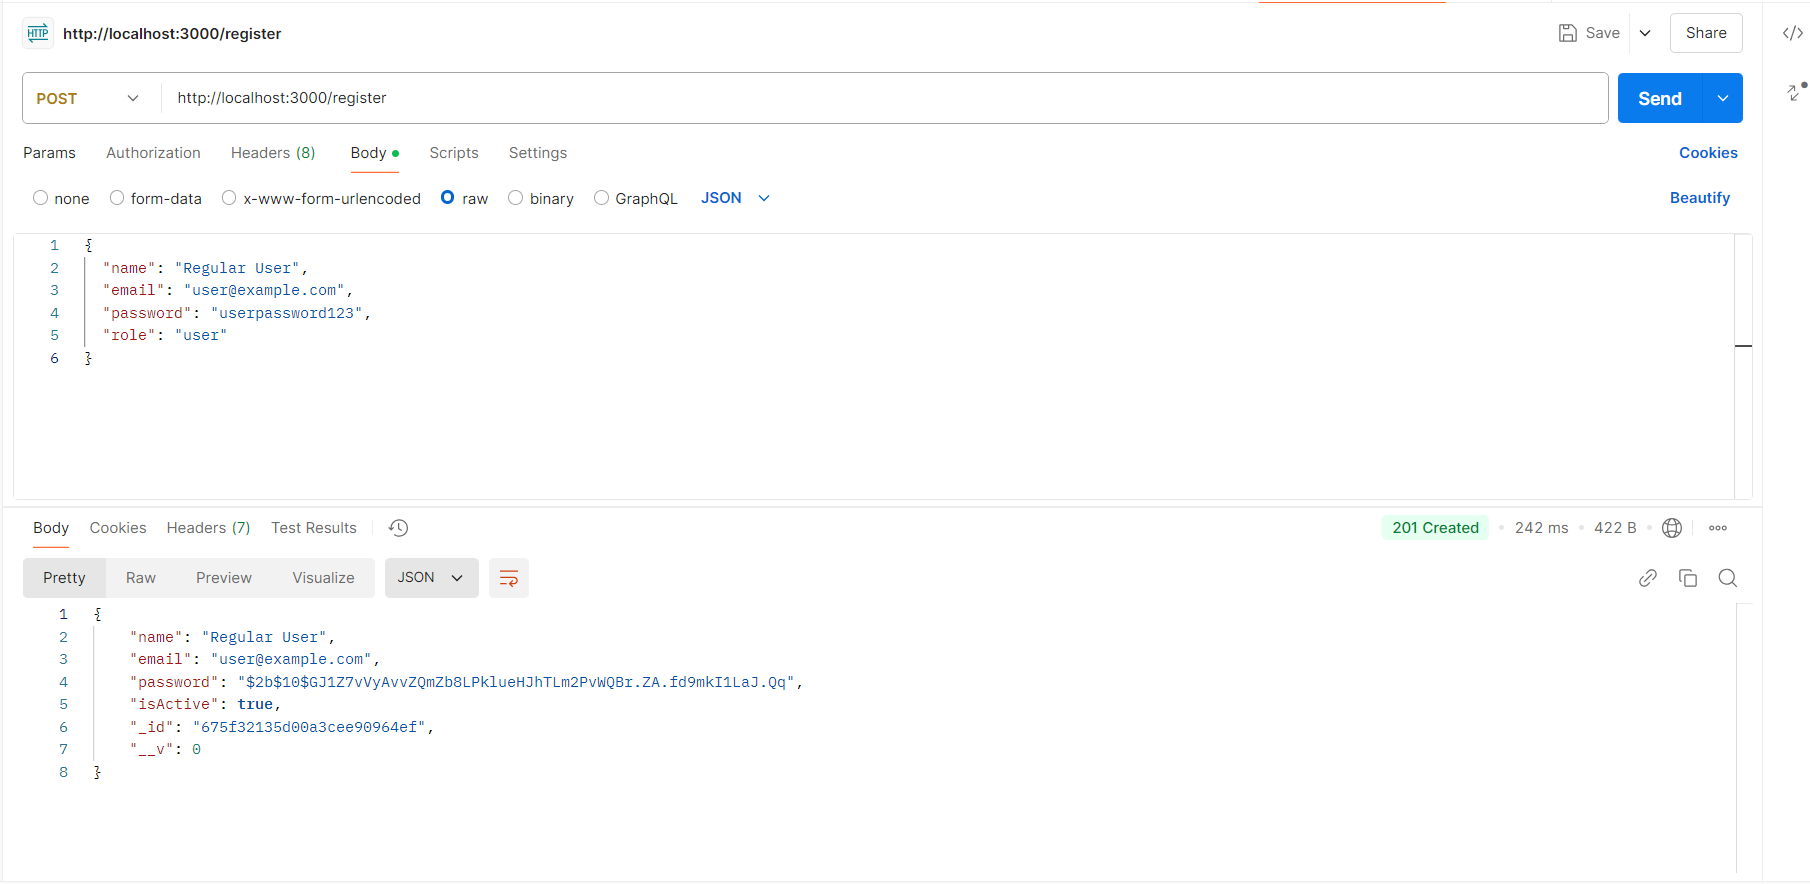 HTTP http://localhost:3000/register Save Share
POST http://localhost:3000/register Send
Params Authorization Headers (8) Body Scripts Settings Cookies
none form-data x-www-form-urlencoded raw binary GraphQL JSON Beautify
1 {
2 "name": "Regular User",
3 "email": "user@example.com",
4 "password": "userpassword123",
5 "role": "user"
6 }
Body Cookies Headers (7) Test Results 201 Created 242 ms 422 B
Pretty Raw Preview Visualize JSON
1 {
2 "name": "Regular User",
3 "email": "user@example.com",
4 "password": "$2b$10$GJ1Z7vVyAvvZQmZb8LPklueHJhTLm2PvWQBr.ZA.fd9mkI1LaJ.Qq",
5 "isActive": true,
6 "_id": "675f32135d00a3cee90964ef",
7 "__v": 0
8 }